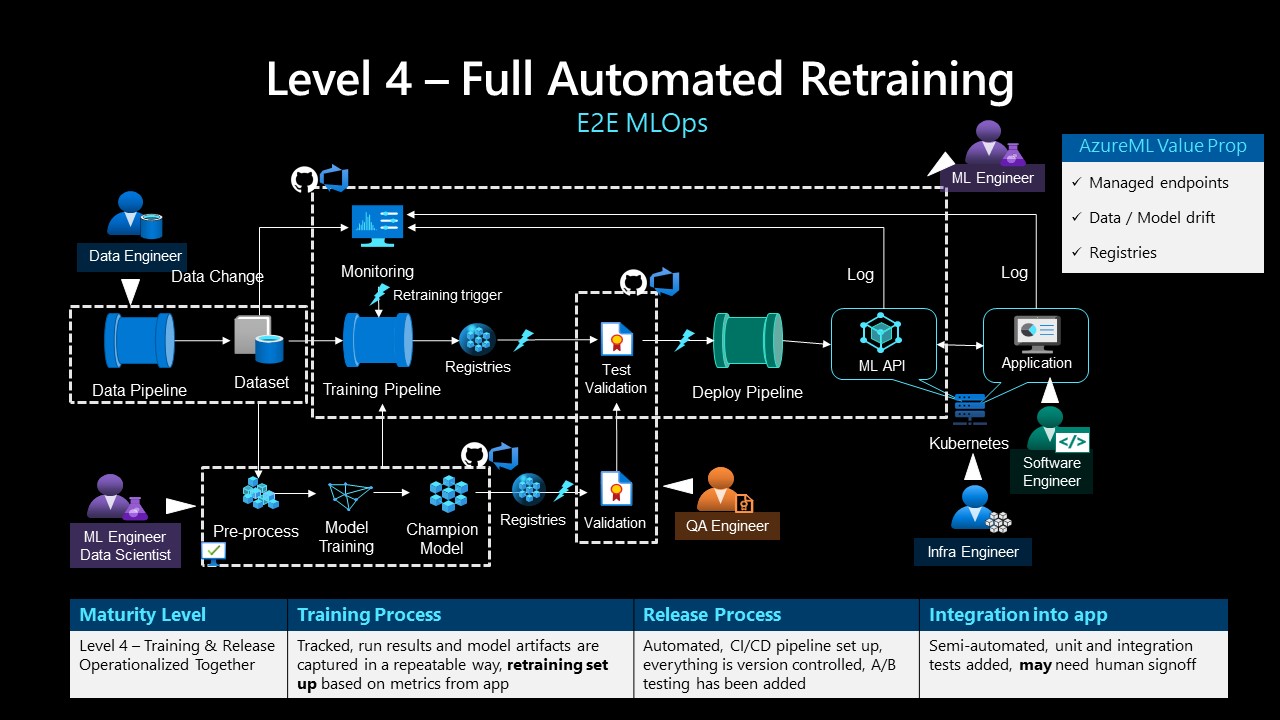 Level 4 – Full Automated Retraining
E2E MLOps
ML Engineer
AzureML Value Prop
✓ Managed endpoints
✓ Data / Model drift
✓ Registries
Data Engineer
Data Change
Monitoring
Retraining trigger
Log
Log
Data Pipeline
Dataset
Training Pipeline
Registries
Test
Validation
Deploy Pipeline
ML API
Application
Kubernetes
</>
Software
Engineer
ML Engineer
Data Scientist
Pre-process
Model
Training
Champion
Model
Registries
Validation
QA Engineer
Infra Engineer
Maturity Level
Training Process
Release Process
Integration into app
Level 4 – Training & Release
Operationalized Together
Tracked, run results and model artifacts are
captured in a repeatable way, retraining set
up based on metrics from app
Automated, CI/CD pipeline set up,
everything is version controlled, A/B
testing has been added
Semi-automated, unit and integration
tests added, may need human signoff